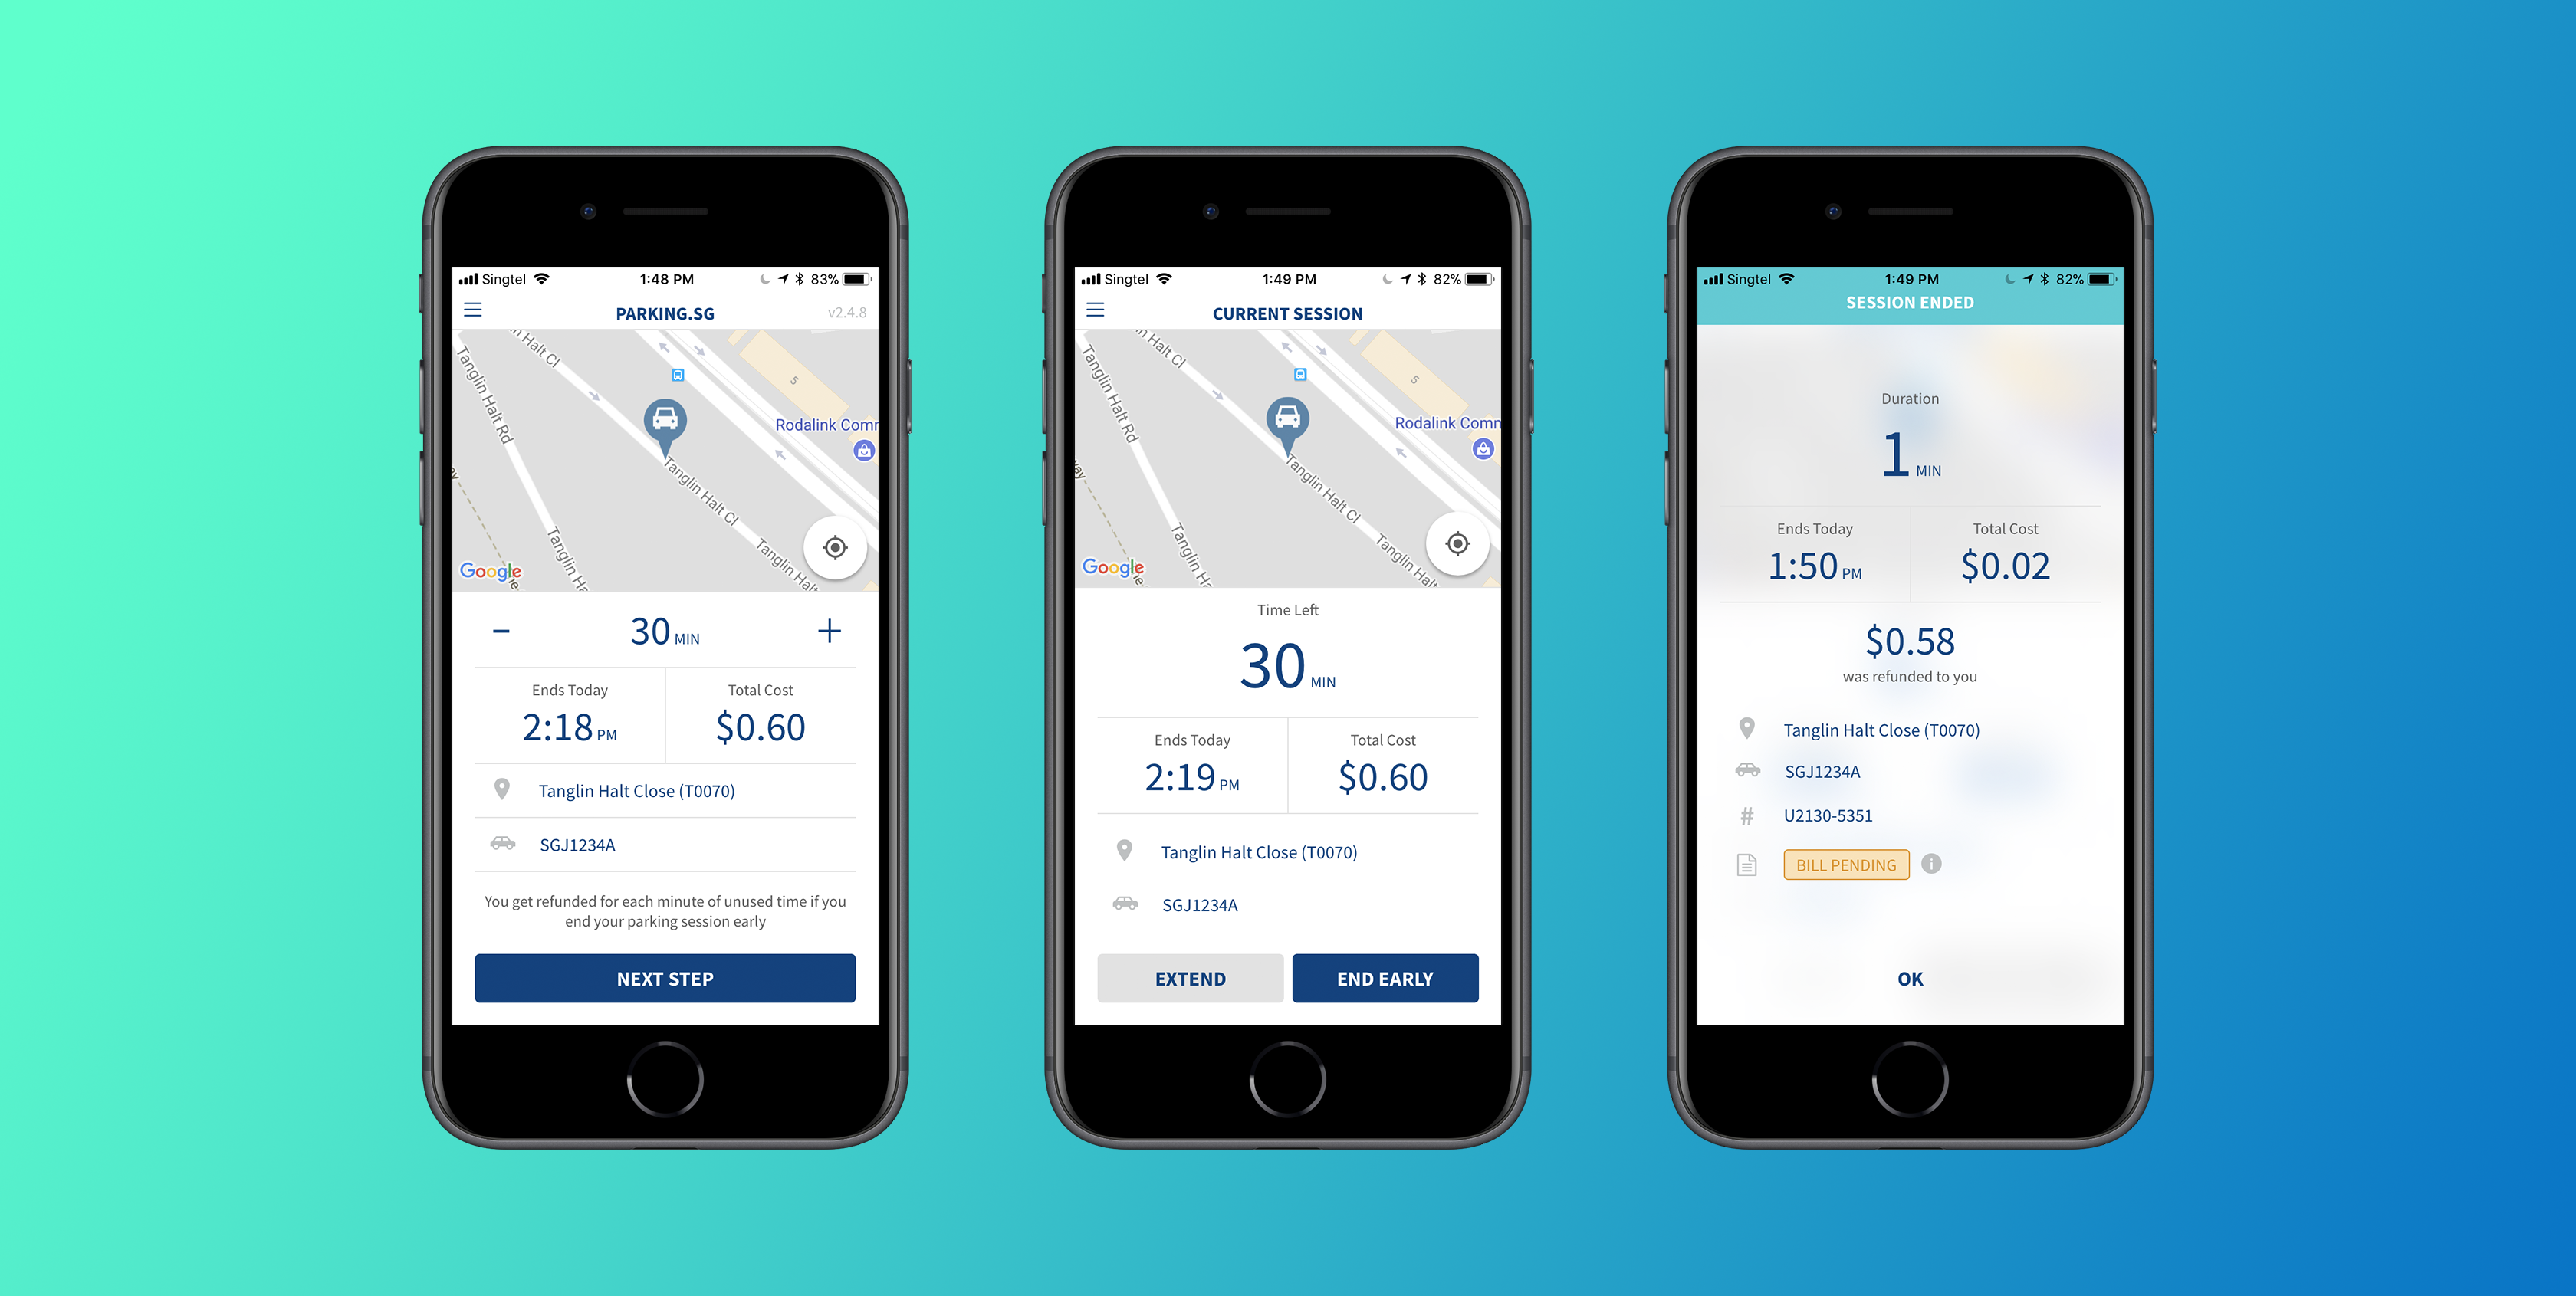 Singtel 1:48 PM 83%
PARKING.SG v2.4.8
Tanglin Halt Rd
n Halt Cl
5
Rodalink Com
Tanglin Halt Cl
Tanglin Ha
Tanglin Halt
Google
30 MIN
Ends Today
2:18 PM
Total Cost
$0.60
Tanglin Halt Close (T0070)
SGJ1234A
You get refunded for each minute of unused time if you
end your parking session early
NEXT STEP
Singtel 1:49 PM 82%
CURRENT SESSION
Tanglin Halt Rd
n Halt Cl
5
Rodalink Com
Tanglin Halt Cl
Tanglin Ha
Tanglin Halt
Google
Time Left
30 MIN
Ends Today
2:19 PM
Total Cost
$0.60
Tanglin Halt Close (T0070)
SGJ1234A
EXTEND
END EARLY
Singtel 1:49 PM 82%
SESSION ENDED
Duration
1 MIN
Ends Today
1:50 PM
Total Cost
$0.02
$0.58
was refunded to you
Tanglin Halt Close (T0070)
SGJ1234A
# U2130-5351
BILL PENDING
OK